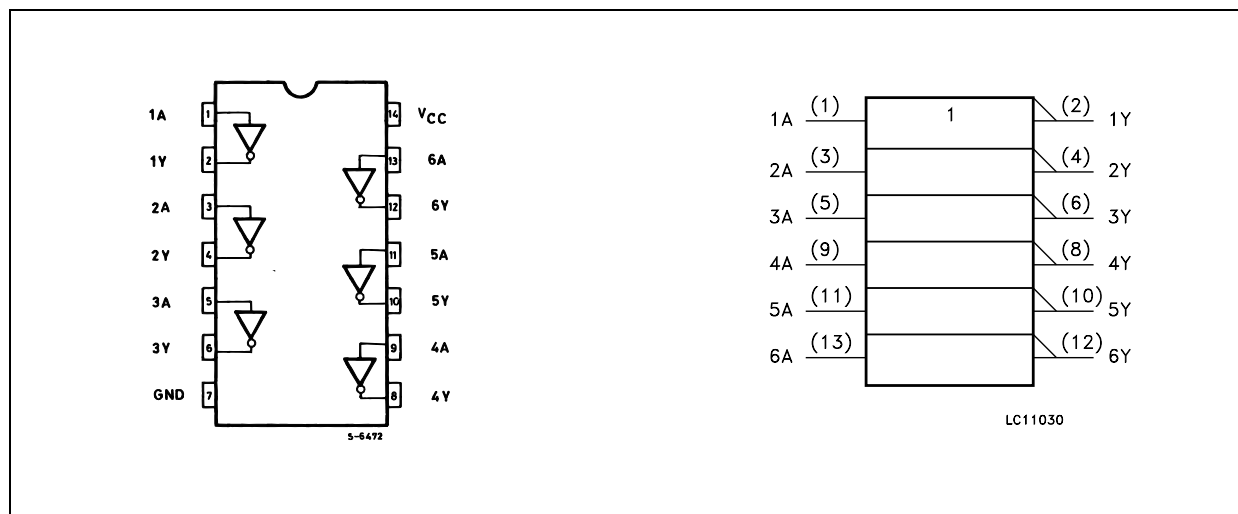 1A 1 14 VCC
1Y 2 13 6A
2A 3 12 6Y
2Y 4 11 5A
3A 5 10 5Y
3Y 6 9 4A
GND 7 8 4Y
S-6472
1A (1) 1 (2) 1Y
2A (3) (4) 2Y
3A (5) (6) 3Y
4A (9) (8) 4Y
5A (11) (10) 5Y
6A (13) (12) 6Y
LC11030